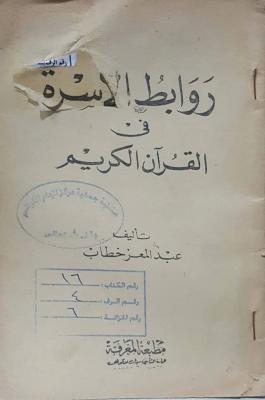 روابط الأسرة
فى
القرآن الكريم
تأليف
عبد المعز خطاب
رقم الكتاب: ١٦
رقم الرف: ٤
رقم الخزانة: ٦
مطبعة المعرفة